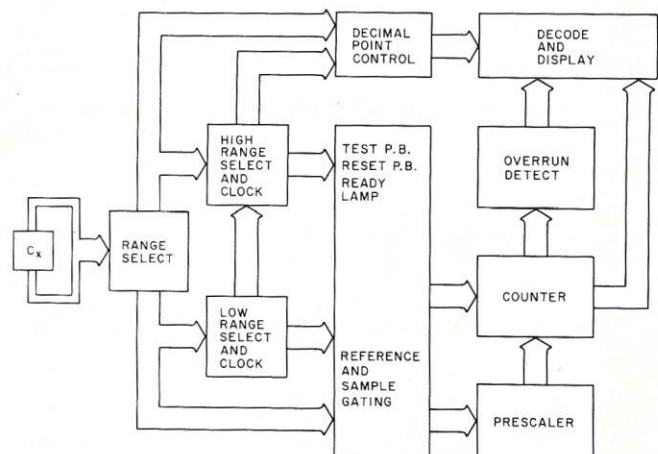 DECIMAL
POINT
CONTROL
DECODE
AND
DISPLAY
HIGH
RANGE
SELECT
AND
CLOCK
TEST P.B.
RESET P.B.
READY
LAMP
OVERRUN
DETECT
Cx
RANGE
SELECT
LOW
RANGE
SELECT
AND
CLOCK
COUNTER
REFERENCE
AND
SAMPLE
GATING
PRESCALER